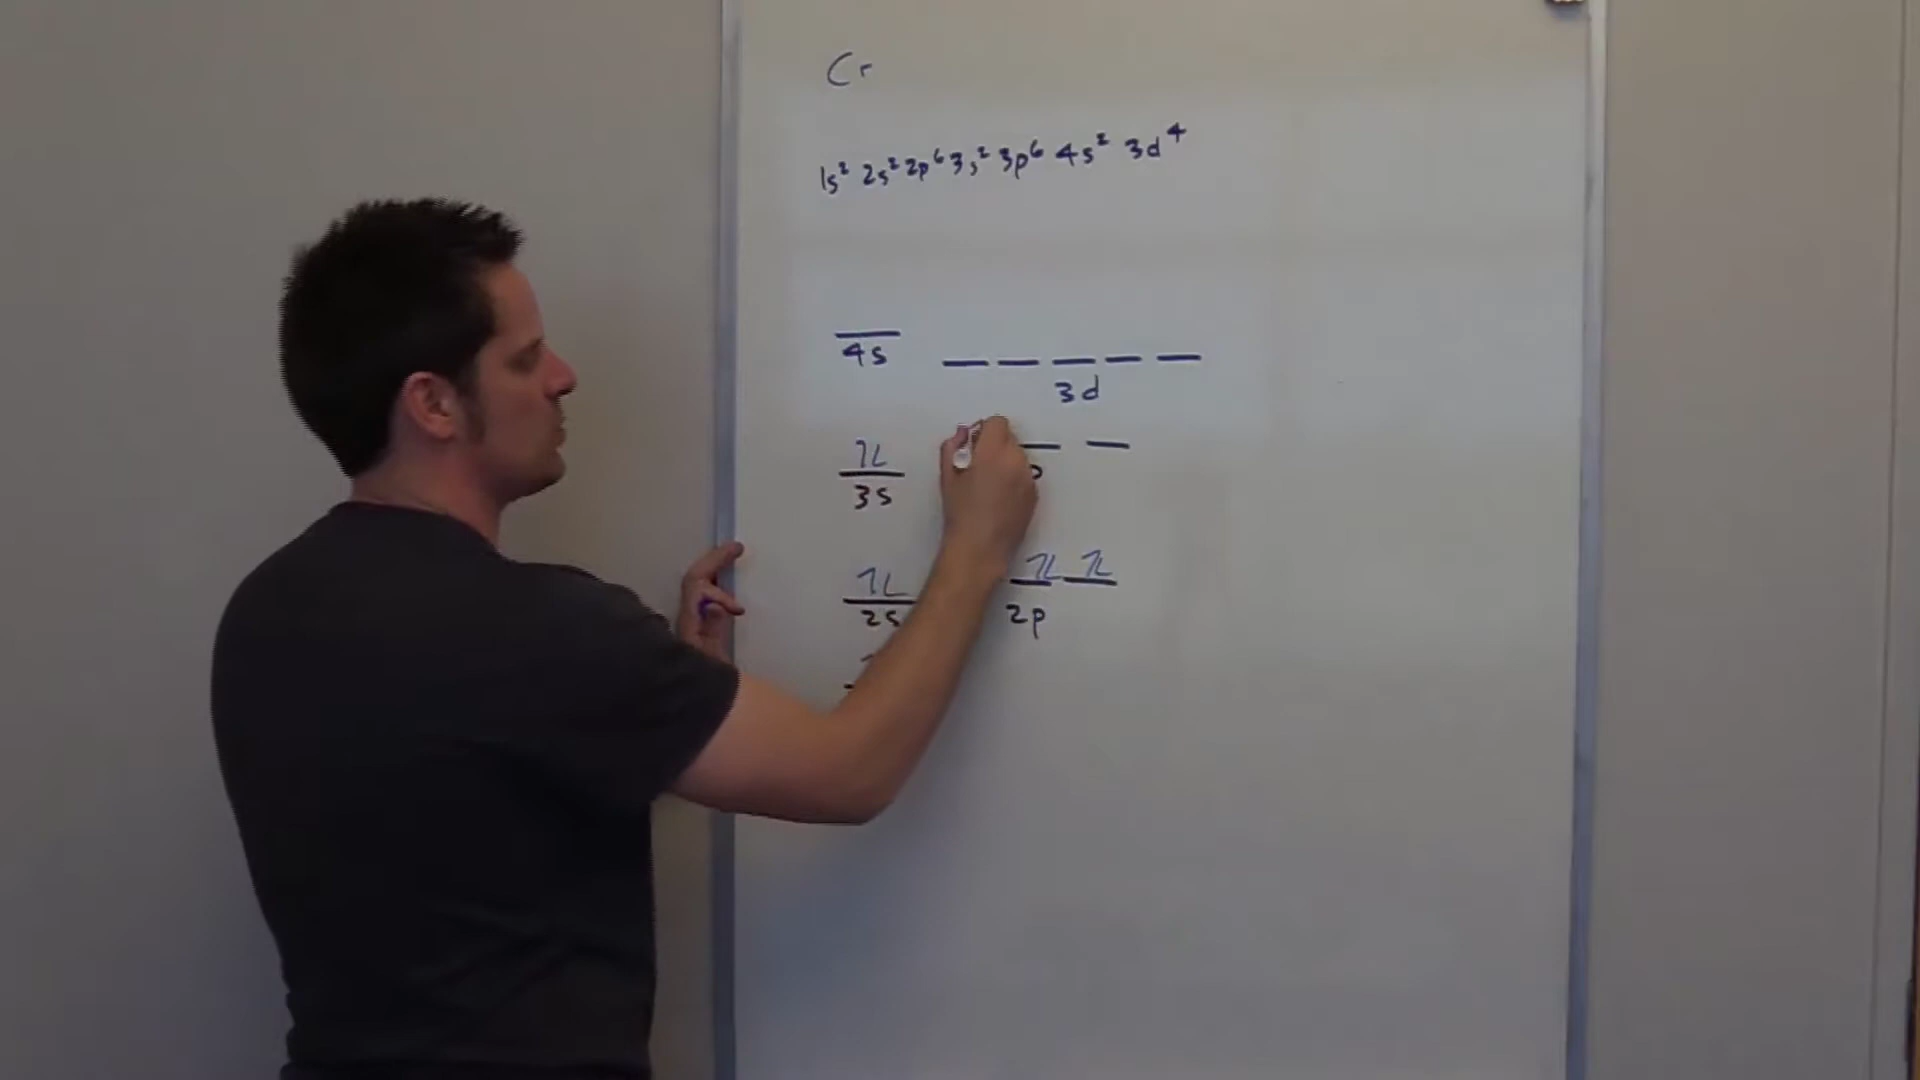 Cr
1s² 2s² 2p⁶ 3s² 3p⁶ 4s² 3d⁴
4s
3d
3s
2s
2p